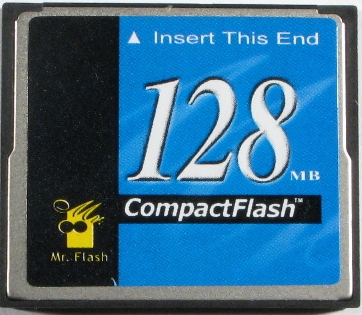 ▲ Insert This End
128 MB
CompactFlash™
Mr. Flash